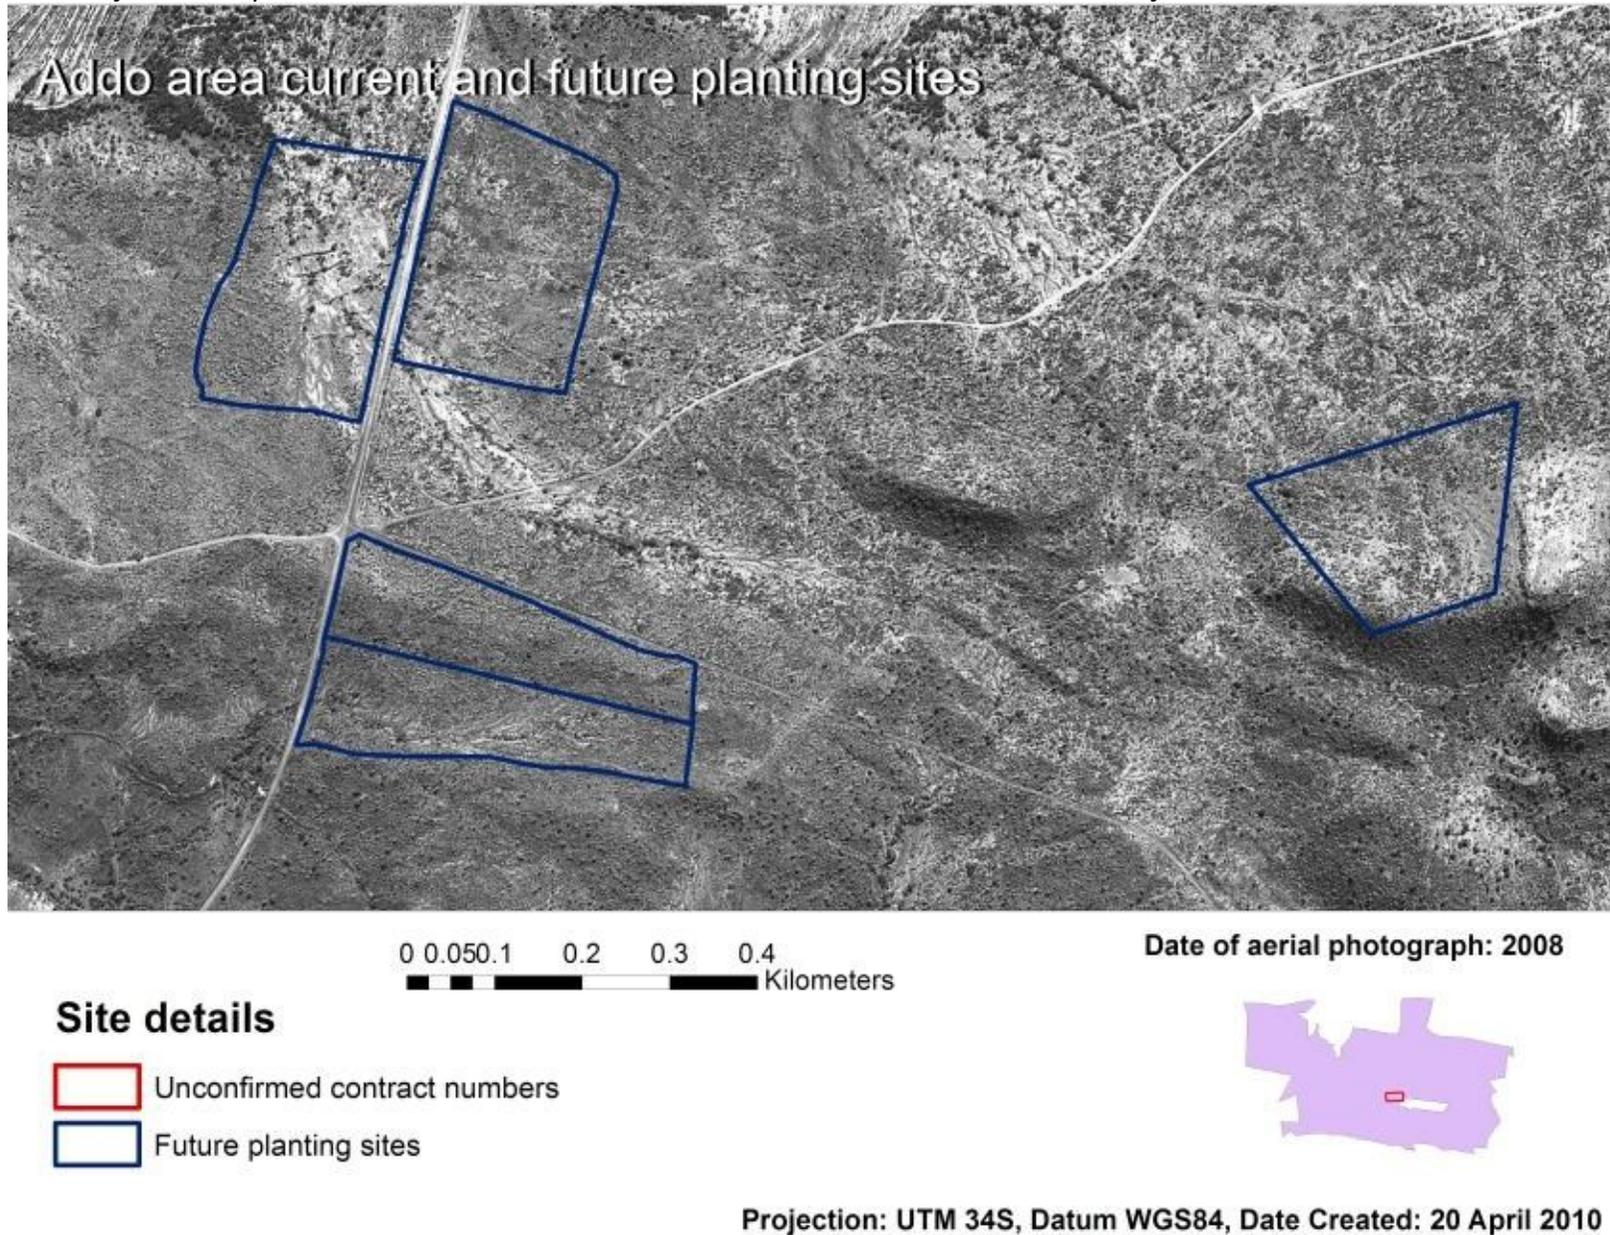 Addo area current and future planting sites
0 0.050.1 0.2 0.3 0.4
Kilometers
Date of aerial photograph: 2008
Site details
Unconfirmed contract numbers
Future planting sites
Projection: UTM 34S, Datum WGS84, Date Created: 20 April 2010